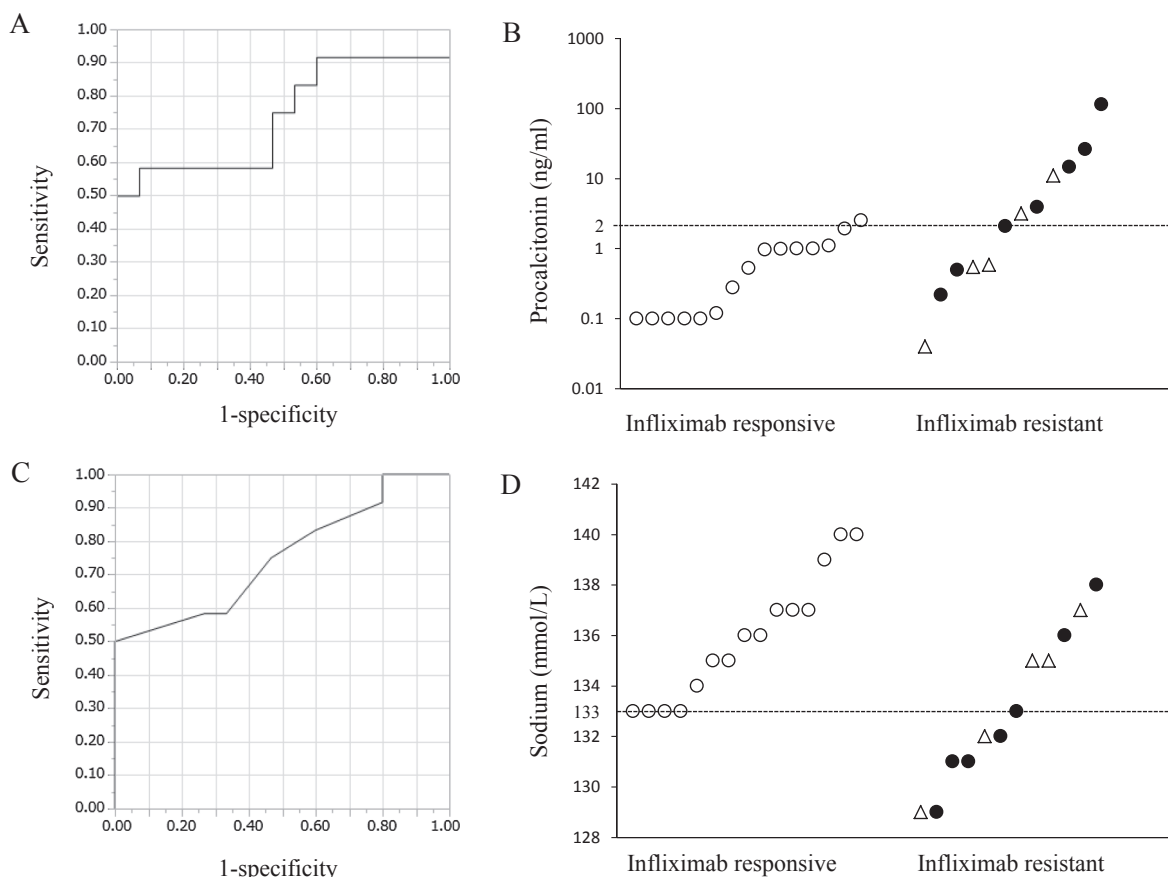 A
Sensitivity
1.00
0.90
0.80
0.70
0.60
0.50
0.40
0.30
0.20
0.10
0.00
0.00 0.20 0.40 0.60 0.80 1.00
1-specificity
B
Procalcitonin (ng/ml)
1000
100
10
2
1
0.1
0.01
Infliximab responsive Infliximab resistant
C
Sensitivity
1.00
0.90
0.80
0.70
0.60
0.50
0.40
0.30
0.20
0.10
0.00
0.00 0.20 0.40 0.60 0.80 1.00
1-specificity
D
Sodium (mmol/L)
142
140
138
136
134
133
132
130
128
Infliximab responsive Infliximab resistant